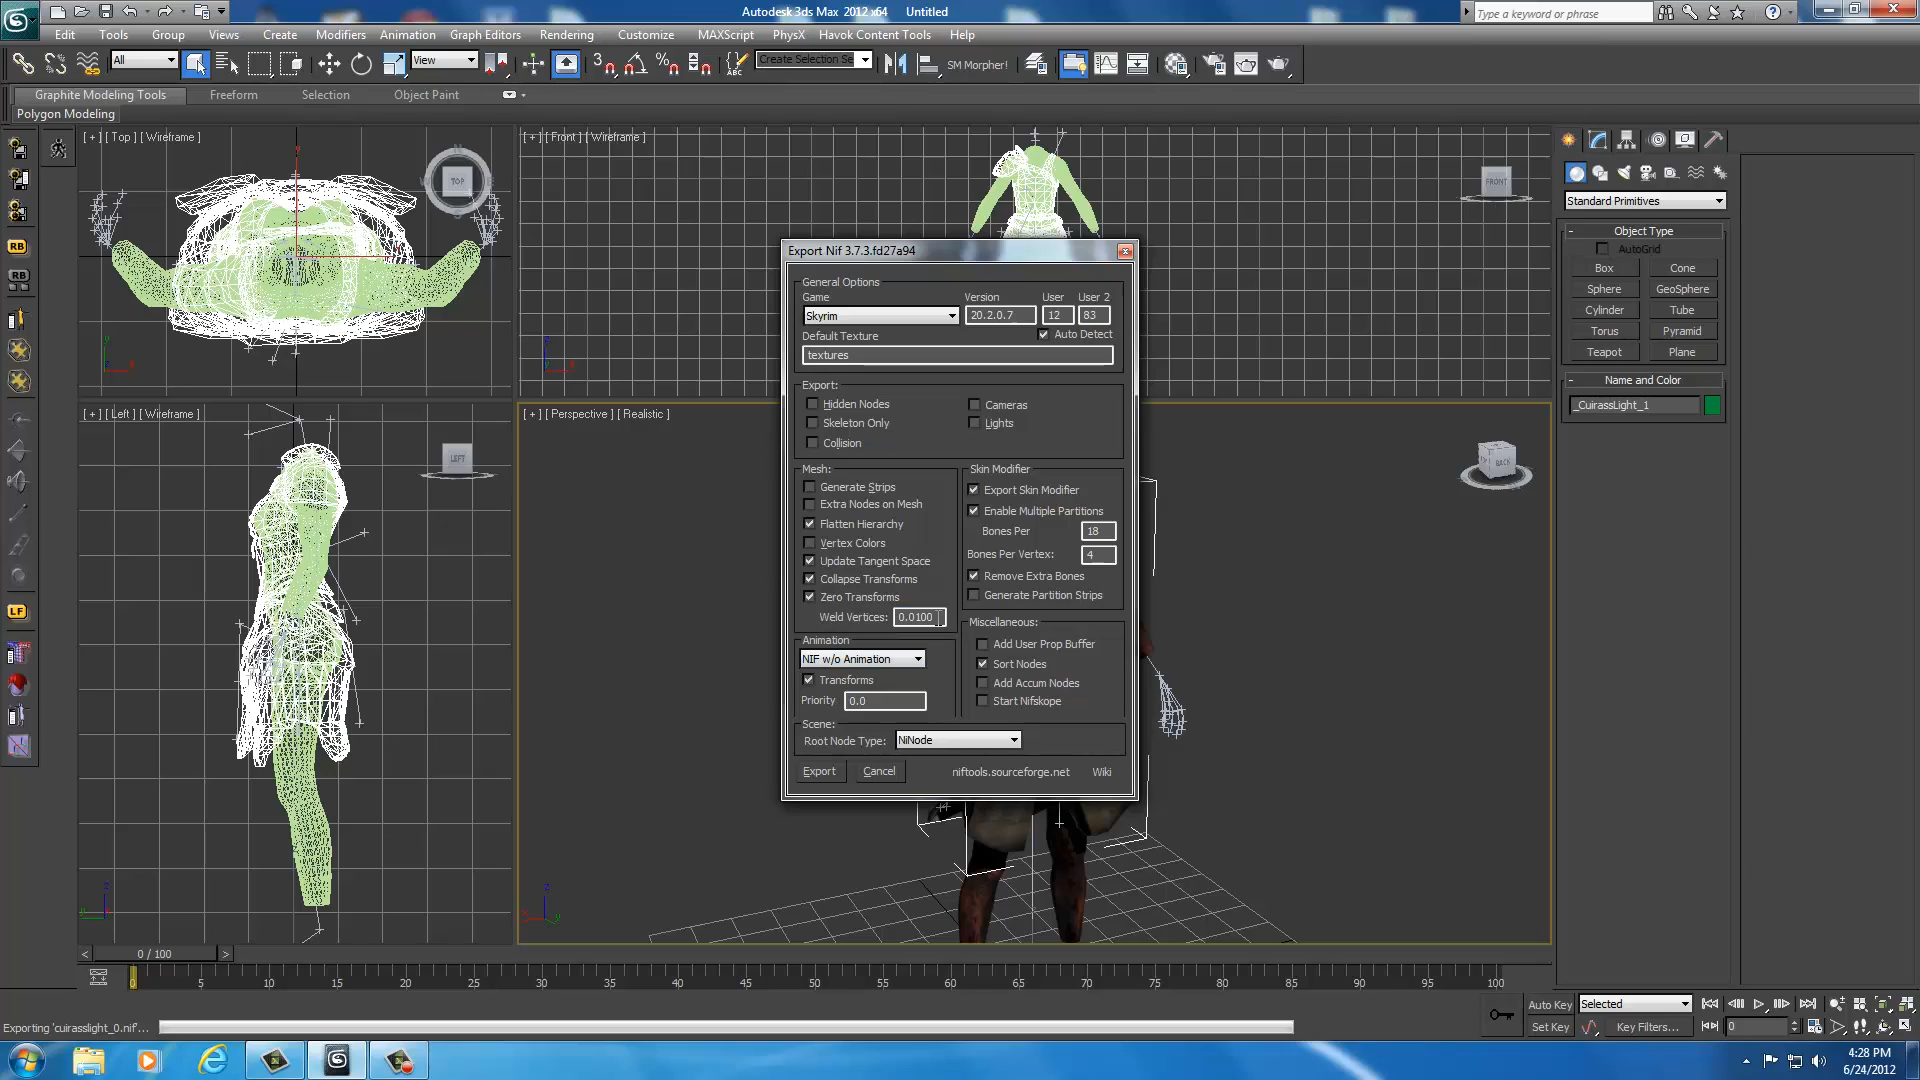 Autodesk 3ds Max 2012 x64 Untitled
Type a keyword or phrase
Edit Tools Group Views Create Modifiers Animation Graph Editors Rendering Customize MAXScript PhysX Havok Content Tools Help
All View ABC Create Selection Se SM Morpher!
Graphite Modeling Tools Freeform Selection Object Paint
Polygon Modeling
[ + ] [ Top ] [ Wireframe ]
TOP
[ + ] [ Front ] [ Wireframe ]
FRONT
[ + ] [ Left ] [ Wireframe ]
LEFT
[ + ] [ Perspective ] [ Realistic ]
BACK
RB
RB
LF
Export Nif 3.7.3.fd27a94
General Options
Game Version User User 2
Skyrim 20.2.0.7 12 83
Default Texture Auto Detect
textures
Export:
Hidden Nodes Cameras
Skeleton Only Lights
Collision
Mesh:
Generate Strips
Extra Nodes on Mesh
Flatten Hierarchy
Vertex Colors
Update Tangent Space
Collapse Transforms
Zero Transforms
Weld Vertices: 0.0100
Skin Modifier
Export Skin Modifier
Enable Multiple Partitions
Bones Per 18
Bones Per Vertex: 4
Remove Extra Bones
Generate Partition Strips
Animation
NIF w/o Animation
Transforms
Priority 0.0
Miscellaneous:
Add User Prop Buffer
Sort Nodes
Add Accum Nodes
Start Nifskope
Scene:
Root Node Type: NiNode
Export Cancel niftools.sourceforge.net Wiki
Standard Primitives
Object Type
AutoGrid
Box Cone
Sphere GeoSphere
Cylinder Tube
Torus Pyramid
Teapot Plane
Name and Color
_CuirassLight_1
< 0 / 100 >
0 5 10 15 20 25 30 35 40 45 50 55 60 65 70 75 80 85 90 95 100
Exporting 'cuirasslight_0.nif'...
Auto Key Selected
Set Key Key Filters... 0
4:28 PM
6/24/2012